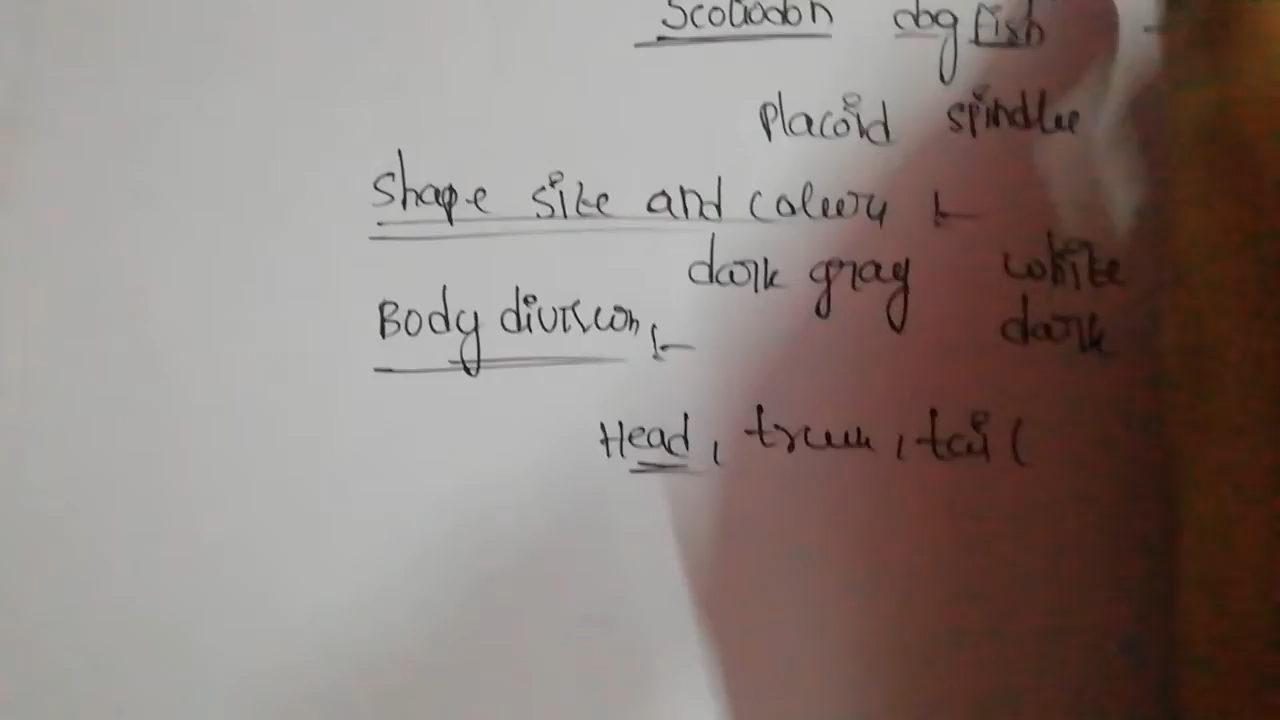 Scoliodon dog fish
placoid spindle
Shape size and colour :-
dark gray white
dark
Body division :-
Head, trunk, tail